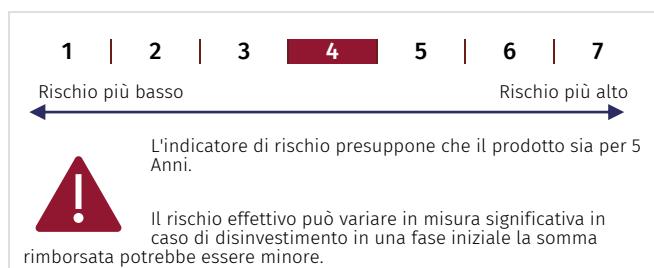 1 2 3 4 5 6 7
Rischio più basso Rischio più alto
L'indicatore di rischio presuppone che il prodotto sia per 5
Anni.
Il rischio effettivo può variare in misura significativa in
caso di disinvestimento in una fase iniziale la somma
rimborsata potrebbe essere minore.